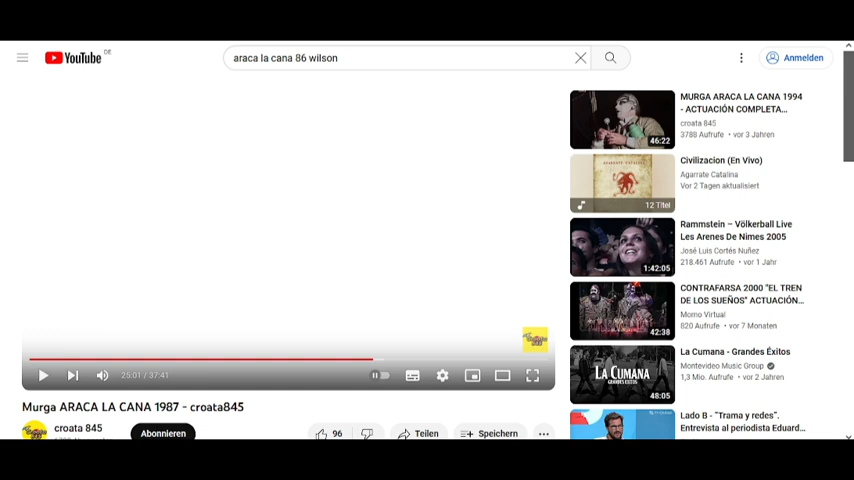 YouTube DE
araca la cana 86 wilson
Anmelden
25:01 / 37:41
Murga ARACA LA CANA 1987 - croata845
croata 845
Abonnieren
96
Teilen
Speichern
46:22
MURGA ARACA LA CANA 1994
- ACTUACIÓN COMPLETA...
croata 845
3788 Aufrufe • vor 3 Jahren
12 Titel
Civilizacion (En Vivo)
Agarrate Catalina
Vor 2 Tagen aktualisiert
1:42:05
Rammstein – Völkerball Live
Les Arenes De Nimes 2005
José Luis Cortés Nuñez
218.461 Aufrufe • vor 1 Jahr
42:38
CONTRAFARSA 2000 "EL TREN
DE LOS SUEÑOS" ACTUACIÓN...
Momo Virtual
820 Aufrufe • vor 7 Monaten
LA CUMANA
GRANDES ÉXITOS
48:05
La Cumana - Grandes Éxitos
Montevideo Music Group
1,3 Mio. Aufrufe • vor 2 Jahren
Lado B - "Trama y redes".
Entrevista al periodista Eduard...